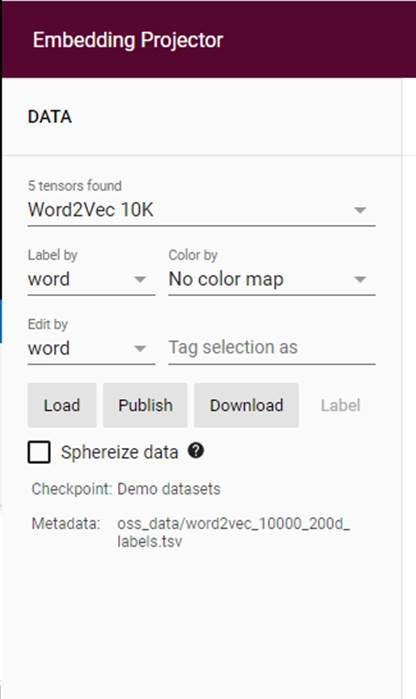 Embedding Projector
DATA
5 tensors found
Word2Vec 10K
Label by
Color by
word
No color map
Edit by
word
Tag selection as
Load
Publish
Download
Label
Sphereize data
Checkpoint: Demo datasets
Metadata: oss_data/word2vec_10000_200d_
labels.tsv